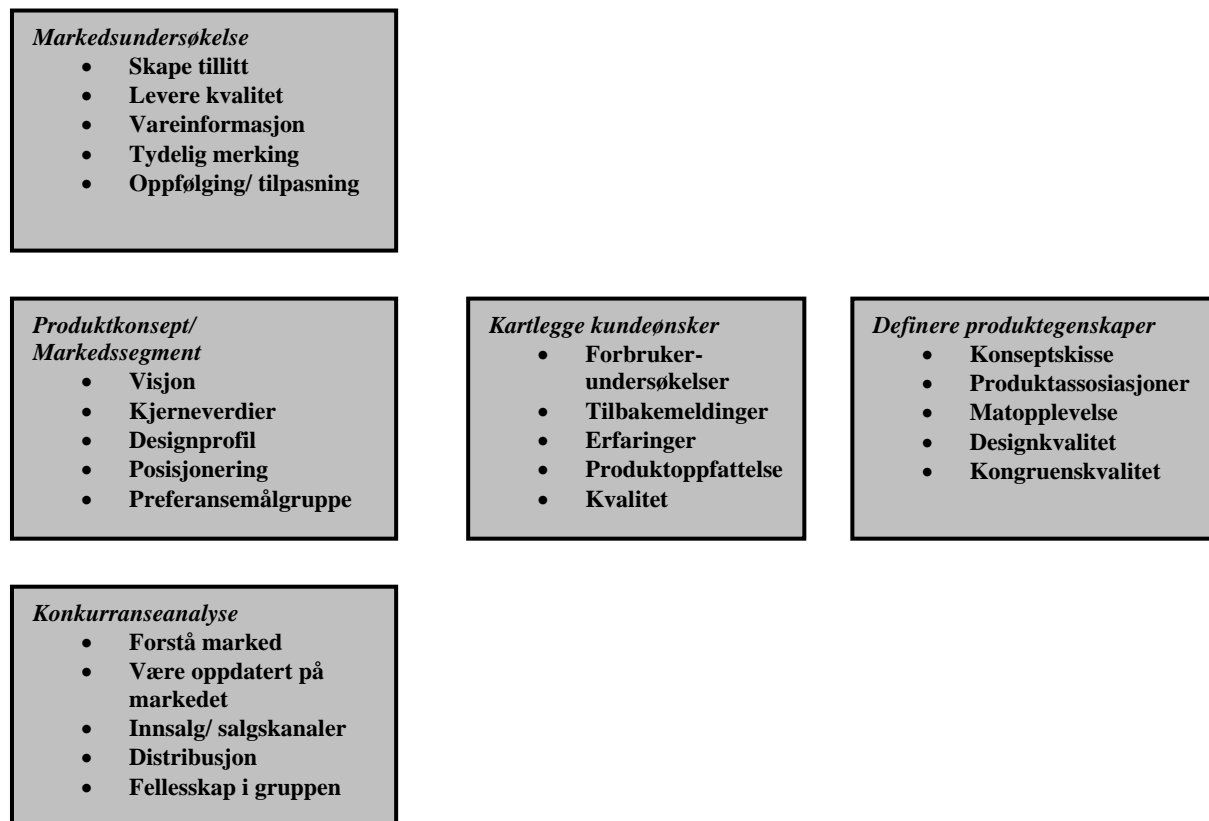 Markedsundersøkelse
• Skape tillitt
• Levere kvalitet
• Vareinformasjon
• Tydelig merking
• Oppfølging/ tilpasning
Produktkonsept/
Markedssegment
• Visjon
• Kjerneverdier
• Designprofil
• Posisjonering
• Preferansemålgruppe
Kartlegge kundeønsker
• Forbruker-
undersøkelser
• Tilbakemeldinger
• Erfaringer
• Produktoppfattelse
• Kvalitet
Definere produktegenskaper
• Konseptskisse
• Produktassosiasjoner
• Matopplevelse
• Designkvalitet
• Kongruenskvalitet
Konkurranseanalyse
• Forstå marked
• Være oppdatert på
markedet
• Innsalg/ salgskanaler
• Distribusjon
• Fellesskap i gruppen